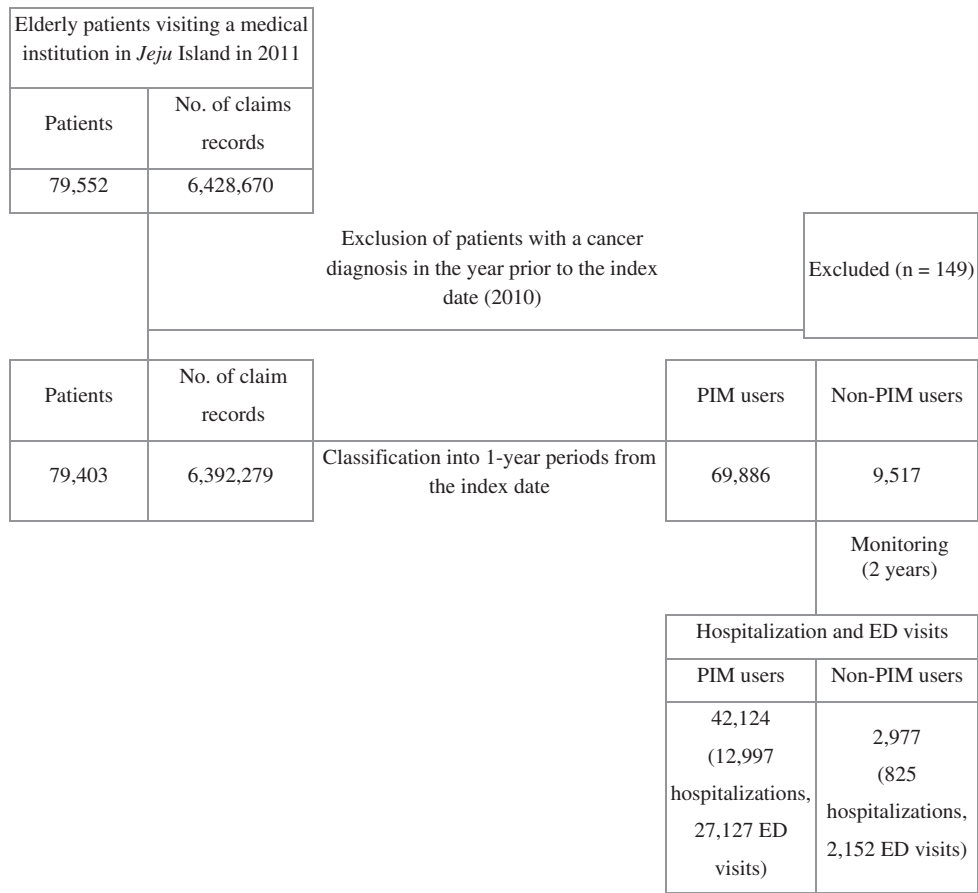 Elderly patients visiting a medical
institution in Jeju Island in 2011
Patients
No. of claims
records
79,552
6,428,670
Exclusion of patients with a cancer
diagnosis in the year prior to the index
date (2010)
Excluded (n = 149)
Patients
No. of claim
records
79,403
6,392,279
Classification into 1-year periods from
the index date
PIM users
Non-PIM users
69,886
9,517
Monitoring
(2 years)
Hospitalization and ED visits
PIM users
Non-PIM users
42,124
(12,997
hospitalizations,
27,127 ED
visits)
2,977
(825
hospitalizations,
2,152 ED visits)